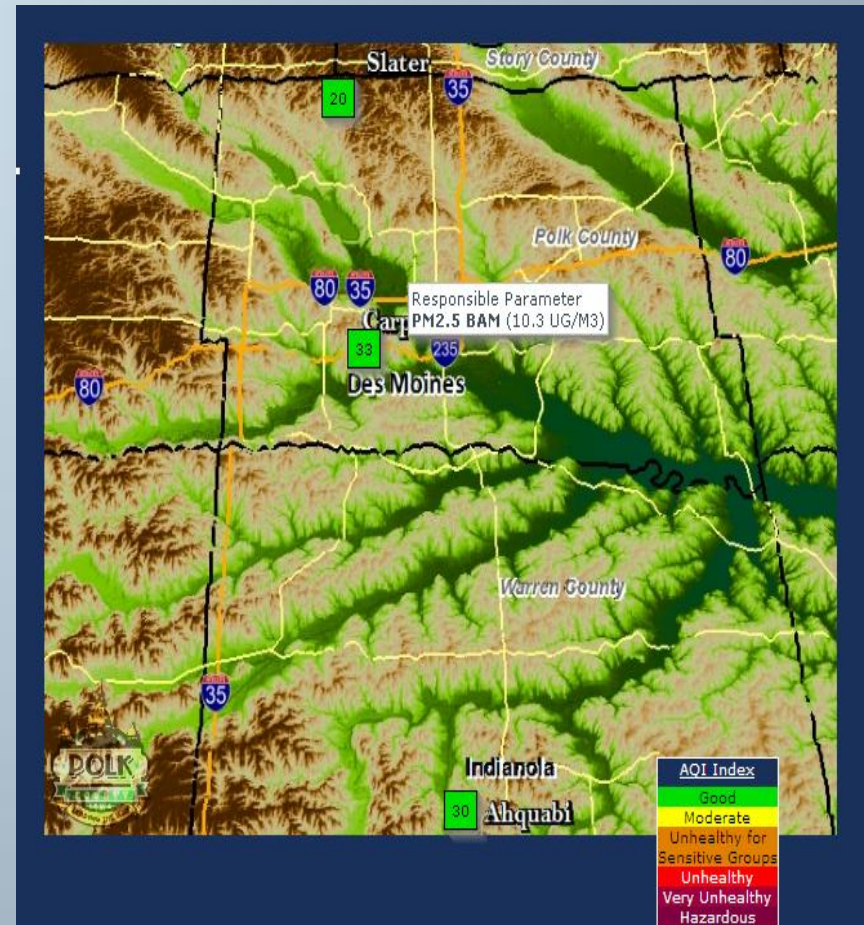 Slater
Story County
20
35
Polk County
80
80
35
Responsible Parameter
PM2.5 BAM (10.3 UG/M3)
Carp
33
235
Des Moines
80
Warren County
35
POLK
Indianola
30
Ahquabi
AQI Index
Good
Moderate
Unhealthy for
Sensitive Groups
Unhealthy
Very Unhealthy
Hazardous